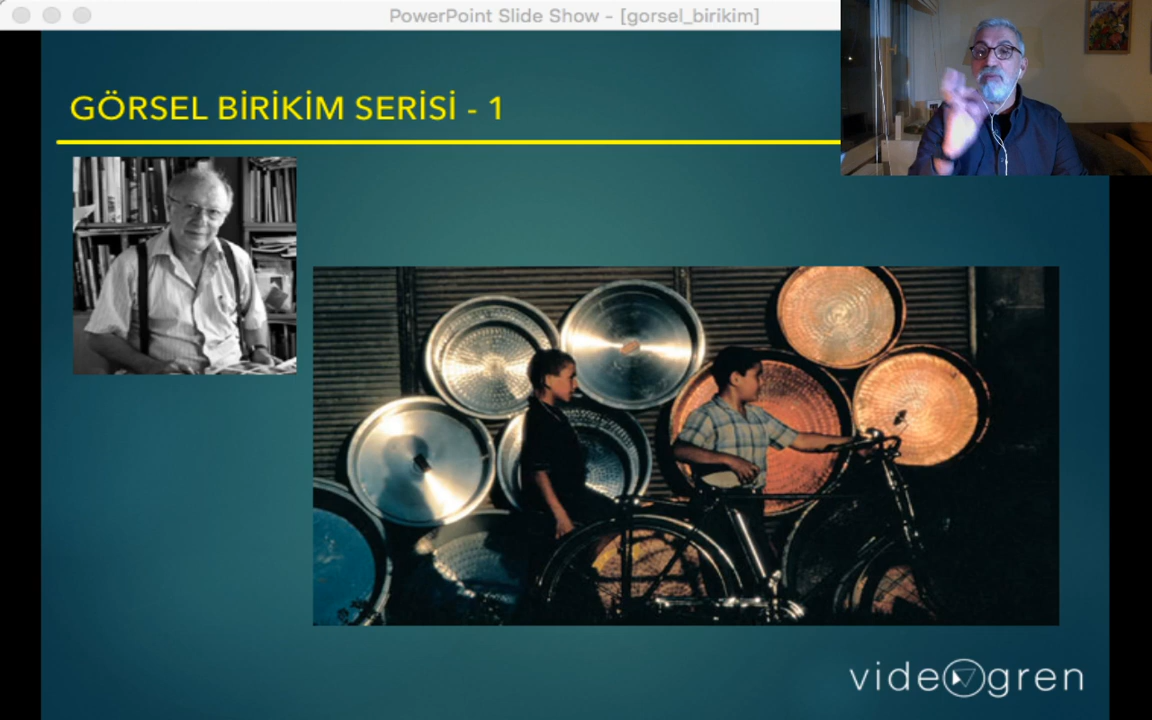 PowerPoint Slide Show - [gorsel_birikim]
GÖRSEL BİRİKİM SERİSİ - 1
videogren